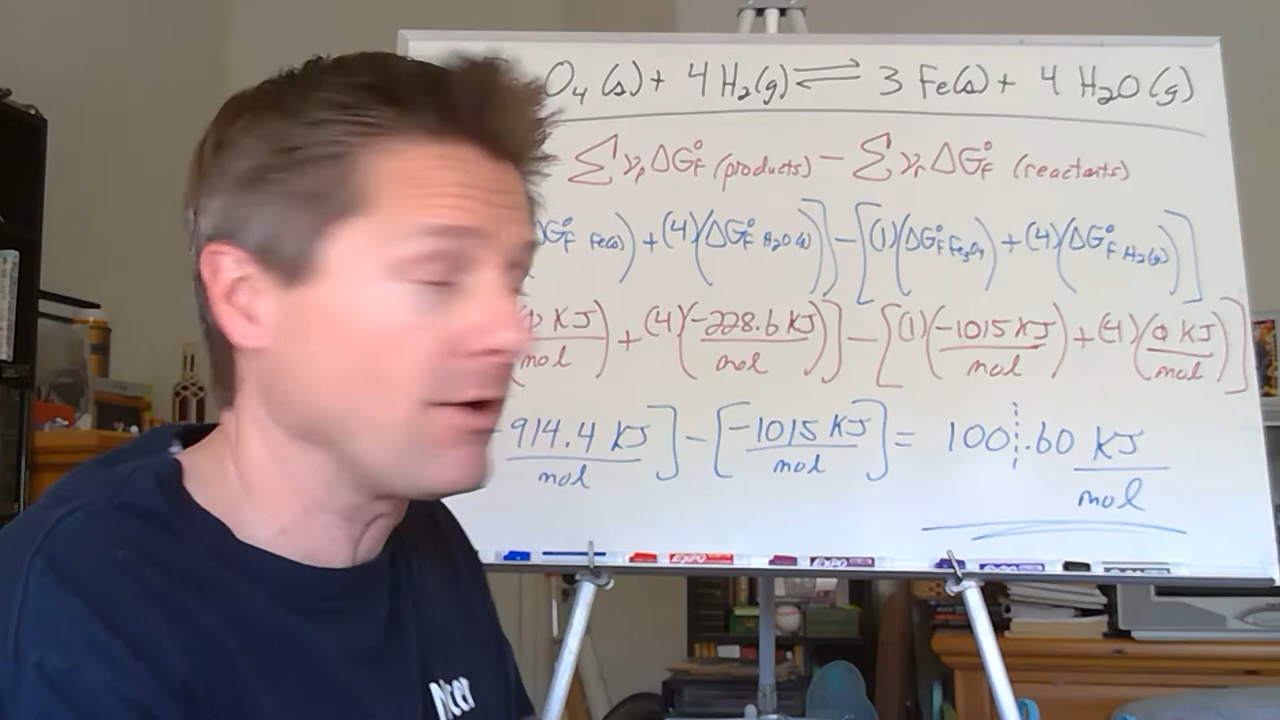 O₄ (s) + 4 H₂(g) ⇌ 3 Fe(s) + 4 H₂O (g)
∑ νp ΔG°F (products) − ∑ νr ΔG°F (reactants)
G°F Fe(s)) + (4)(ΔG°F H₂O (g))] − [(1)(ΔG°F Fe₃O₄) + (4)(ΔG°F H₂(g))]
KJ/mol) + (4)(-228.6 KJ/mol)] − [(1)(-1015 KJ/mol) + (4)(0 KJ/mol)]
-914.4 KJ/mol] − [-1015 KJ/mol] = 100.60 KJ/mol
EXPO
EXPO